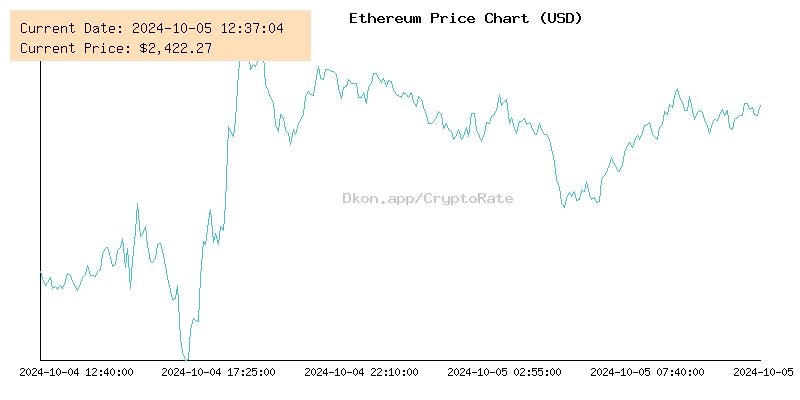 Ethereum Price Chart (USD)
Current Date: 2024-10-05 12:37:04
Current Price: $2,422.27
Dkon.app/CryptoRate
2024-10-04 12:40:00
2024-10-04 17:25:00
2024-10-04 22:10:00
2024-10-05 02:55:00
2024-10-05 07:40:00
2024-10-05